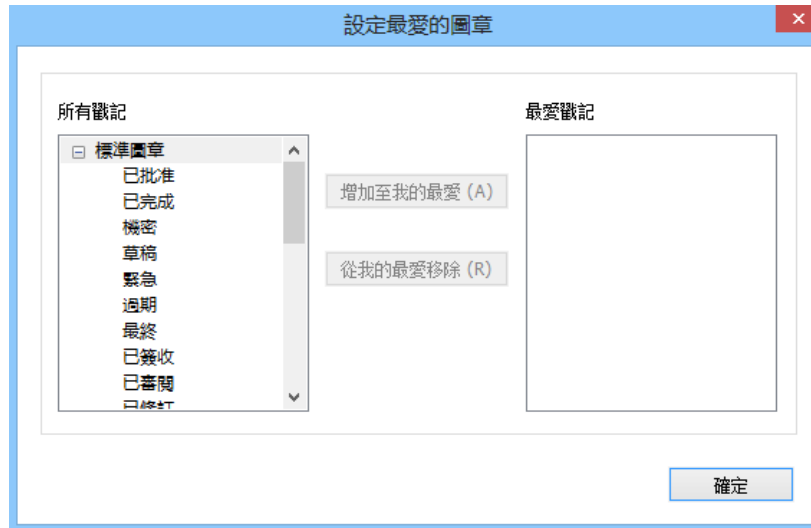 設定最愛的圖章
所有戳記
最愛戳記
標準圖章
已批准
已完成
機密
草稿
緊急
過期
最終
已簽收
已審閱
已修訂
增加至我的最愛 (A)
從我的最愛移除 (R)
確定